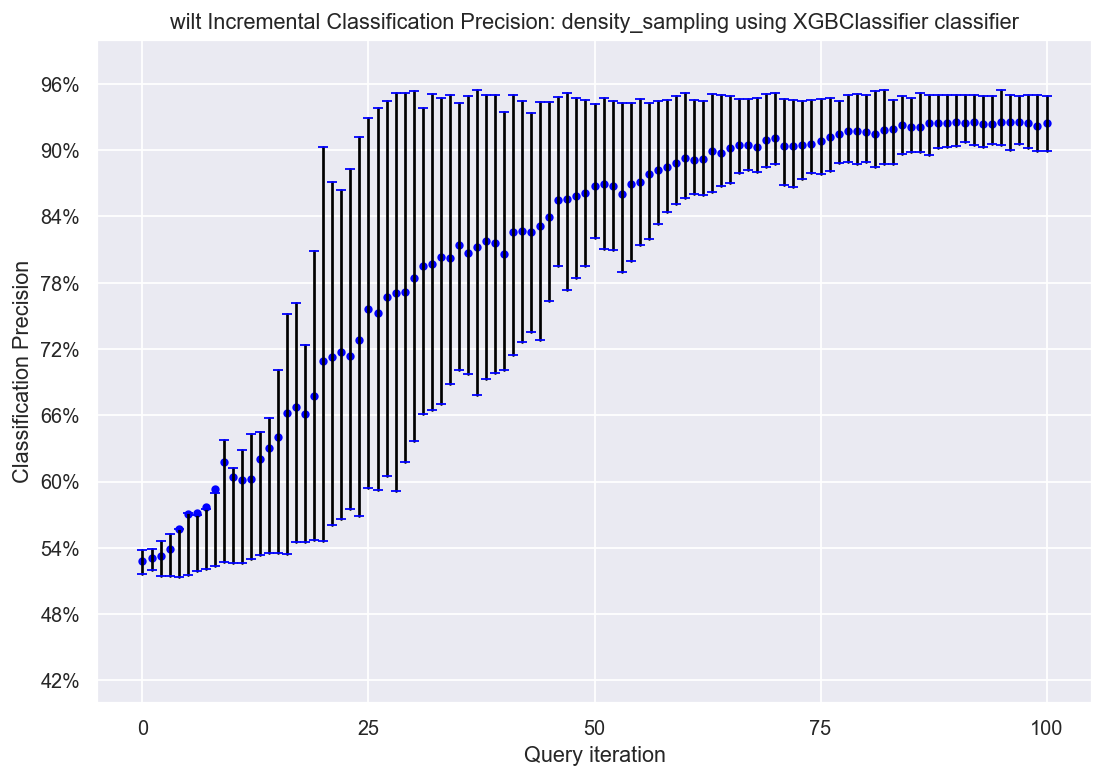 wilt Incremental Classification Precision: density_sampling using XGBClassifier classifier
96%
90%
84%
78%
72%
66%
60%
54%
48%
42%
Classification Precision
0 25 50 75 100
Query iteration